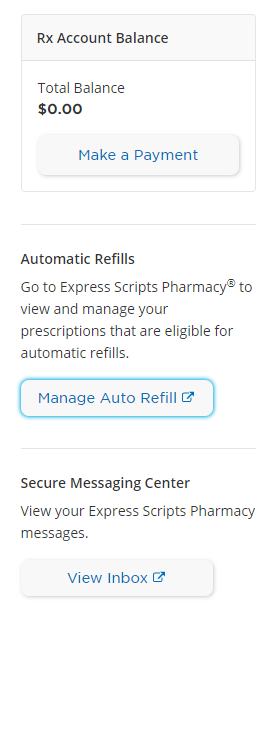 Rx Account Balance
Total Balance
$0.00
Make a Payment
Automatic Refills
Go to Express Scripts Pharmacy® to
view and manage your
prescriptions that are eligible for
automatic refills.
Manage Auto Refill
Secure Messaging Center
View your Express Scripts Pharmacy
messages.
View Inbox